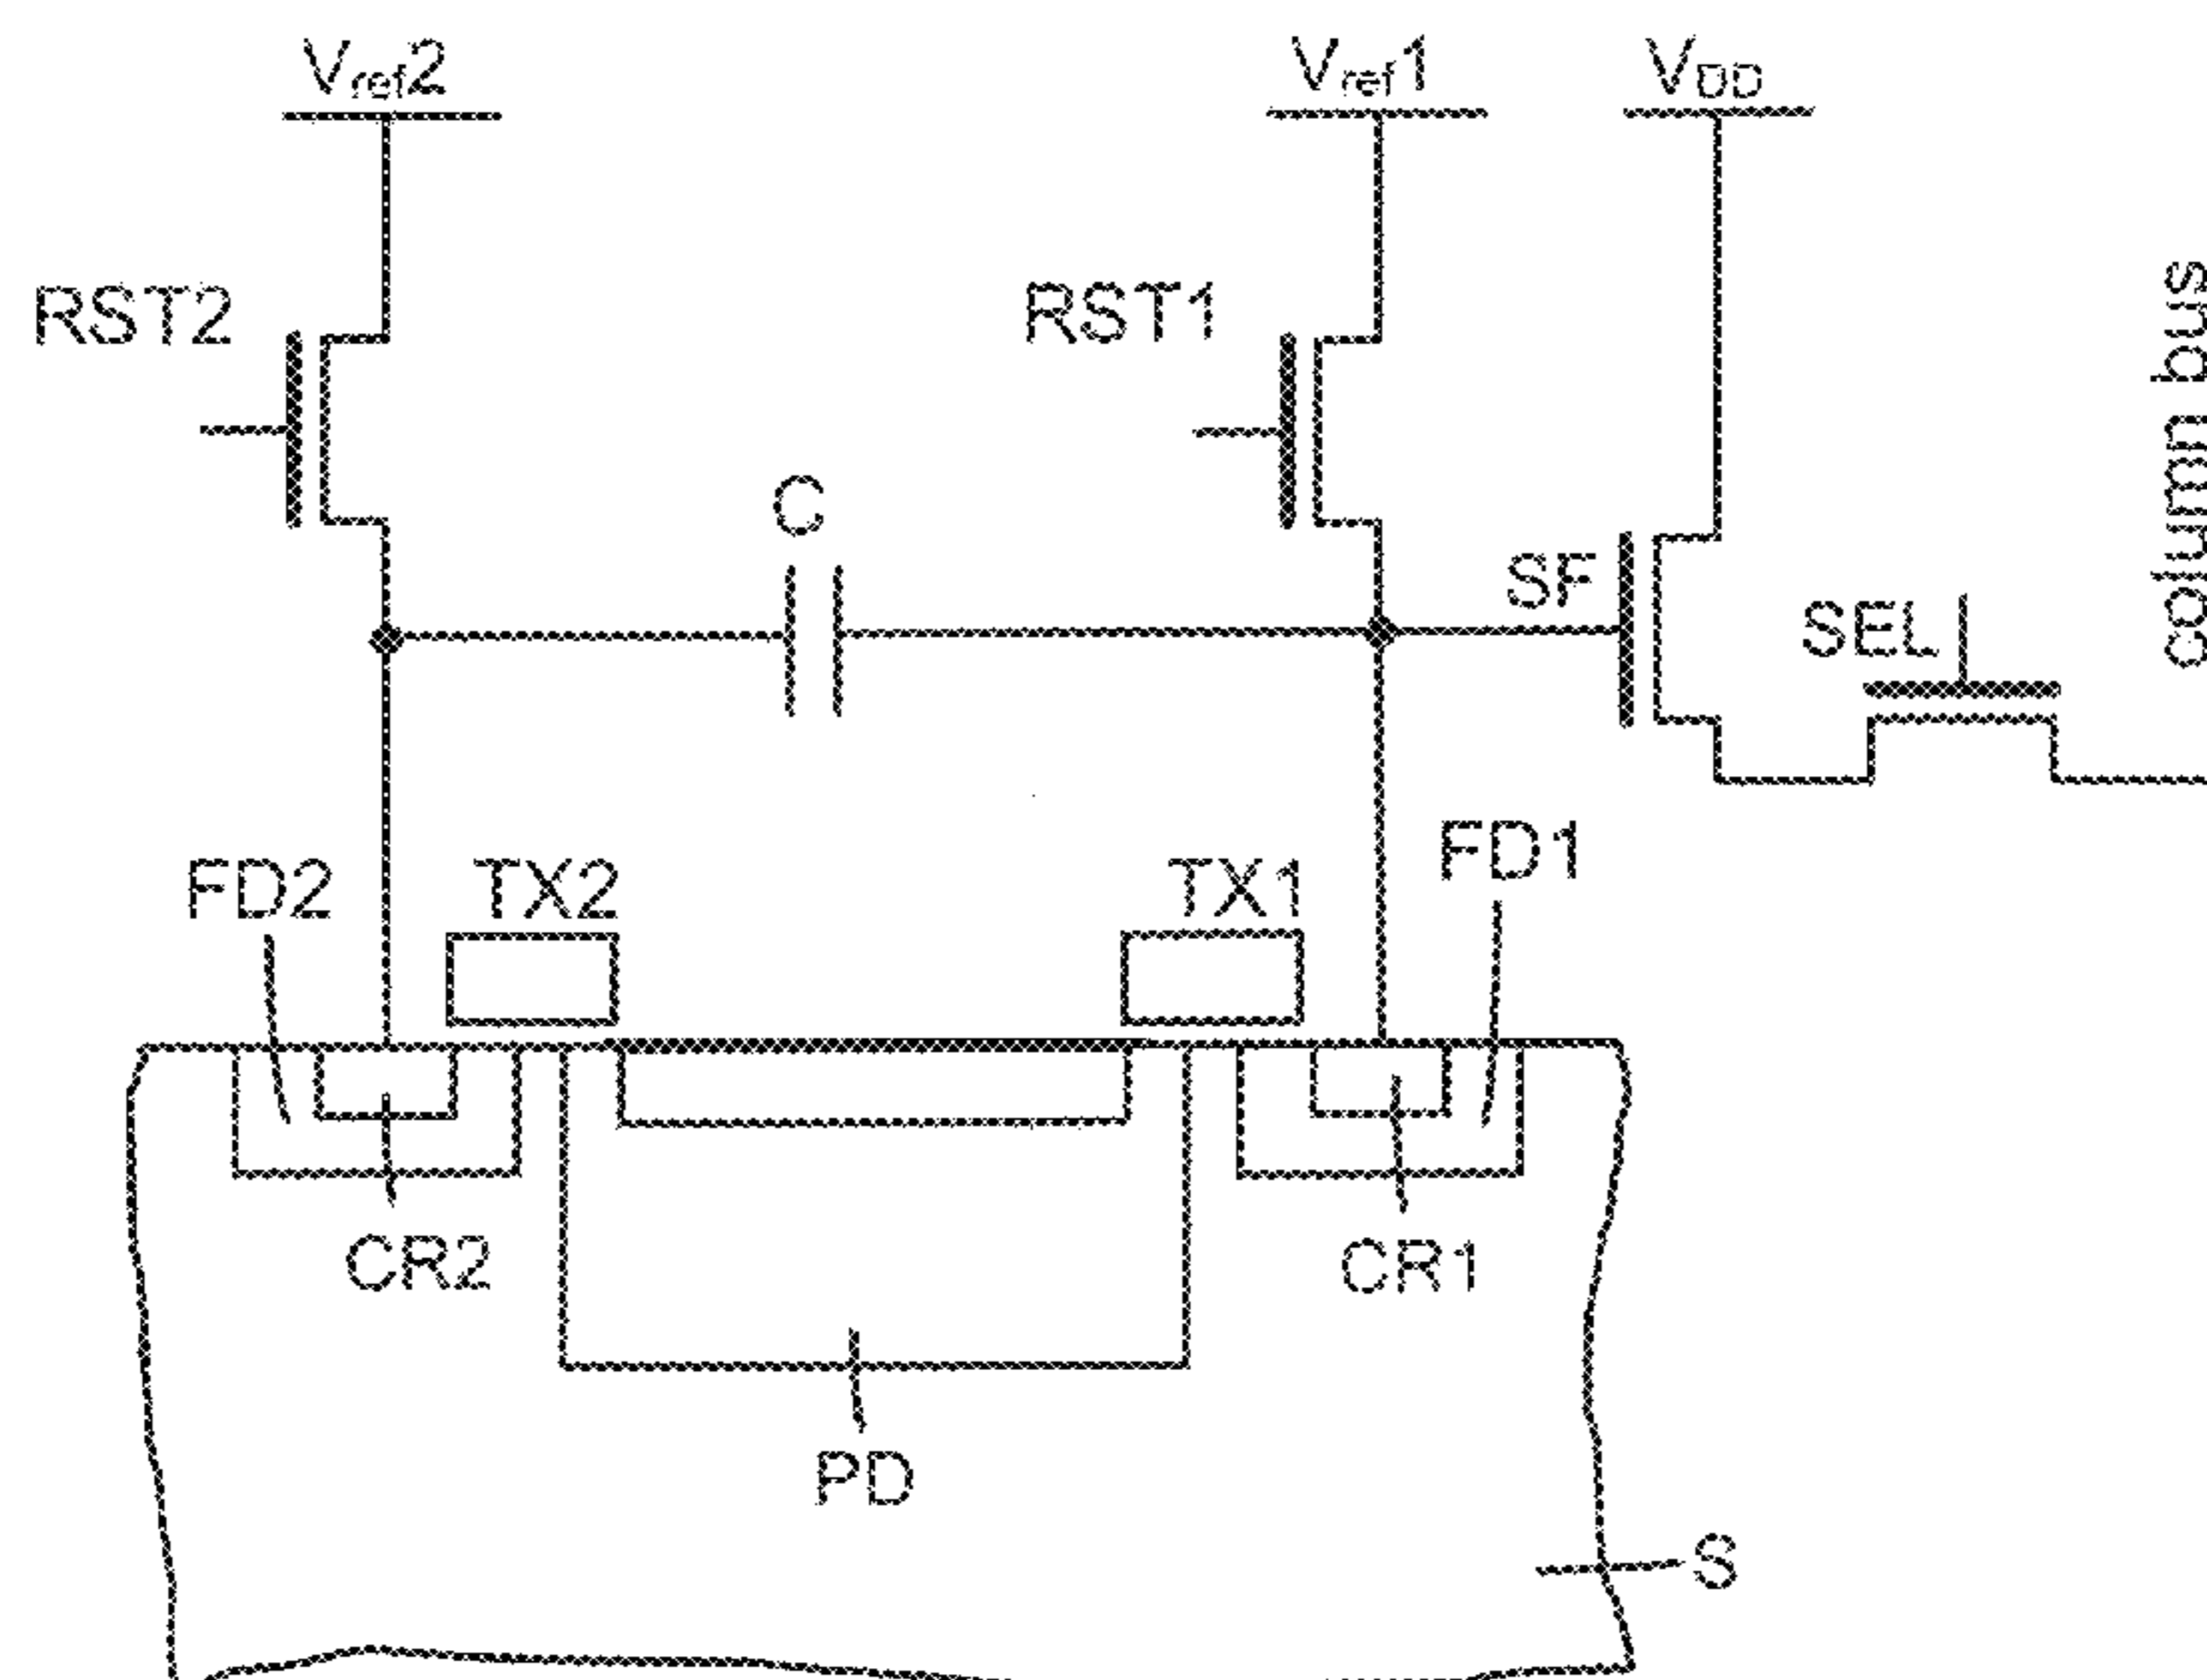 Vref2
Vref1
VDD
RST2
RST1
C
SF
SEL
column bus
FD2
TX2
TX1
FD1
CR2
CR1
PD
S